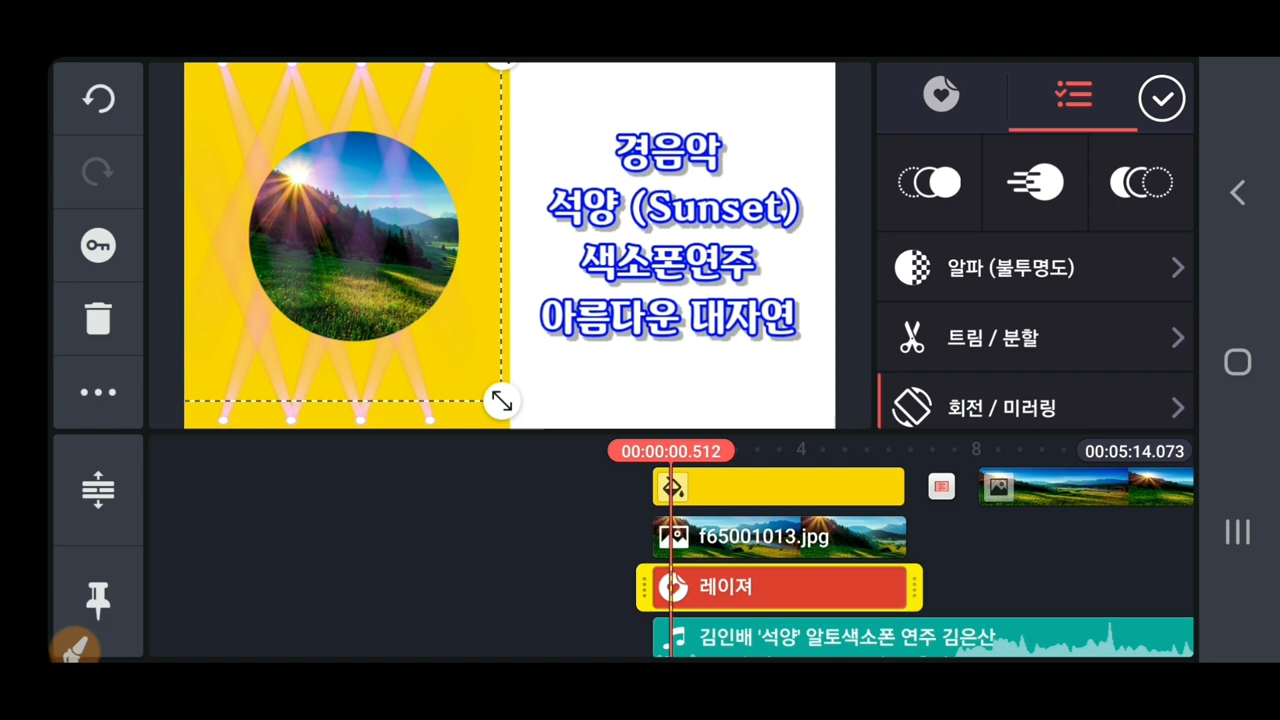 경음악
석양 (Sunset)
색소폰연주
아름다운 대자연
알파 (불투명도)
트림 / 분할
회전 / 미러링
00:00:00.512
4
8
00:05:14.073
f65001013.jpg
레이져
김인배 '석양' 알토색소폰 연주 김은산